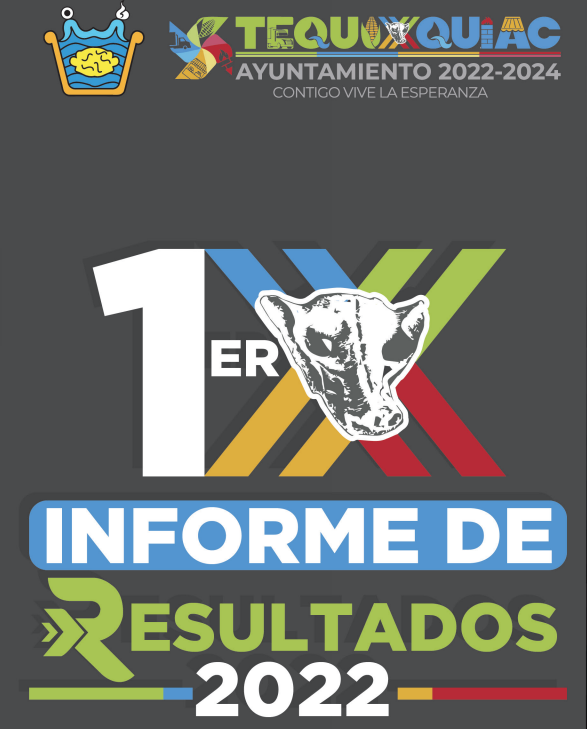 TEQUIXQUIAC
AYUNTAMIENTO 2022-2024
CONTIGO VIVE LA ESPERANZA
1ER
INFORME DE
RESULTADOS
2022